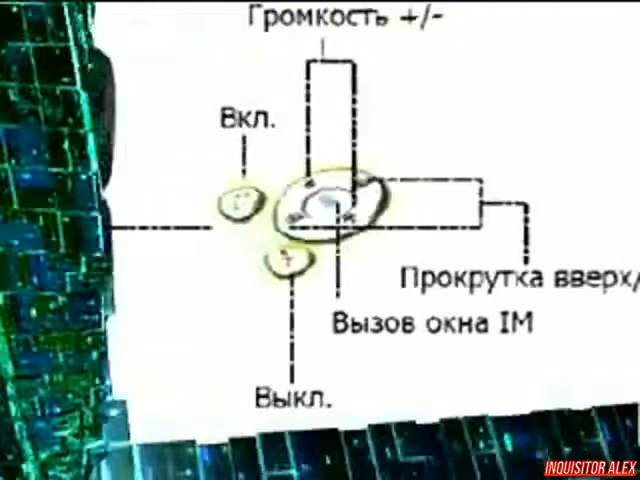 Громкость +/-
Вкл.
Прокрутка вверх/
Вызов окна IM
Выкл.
INQUISITOR ALEX